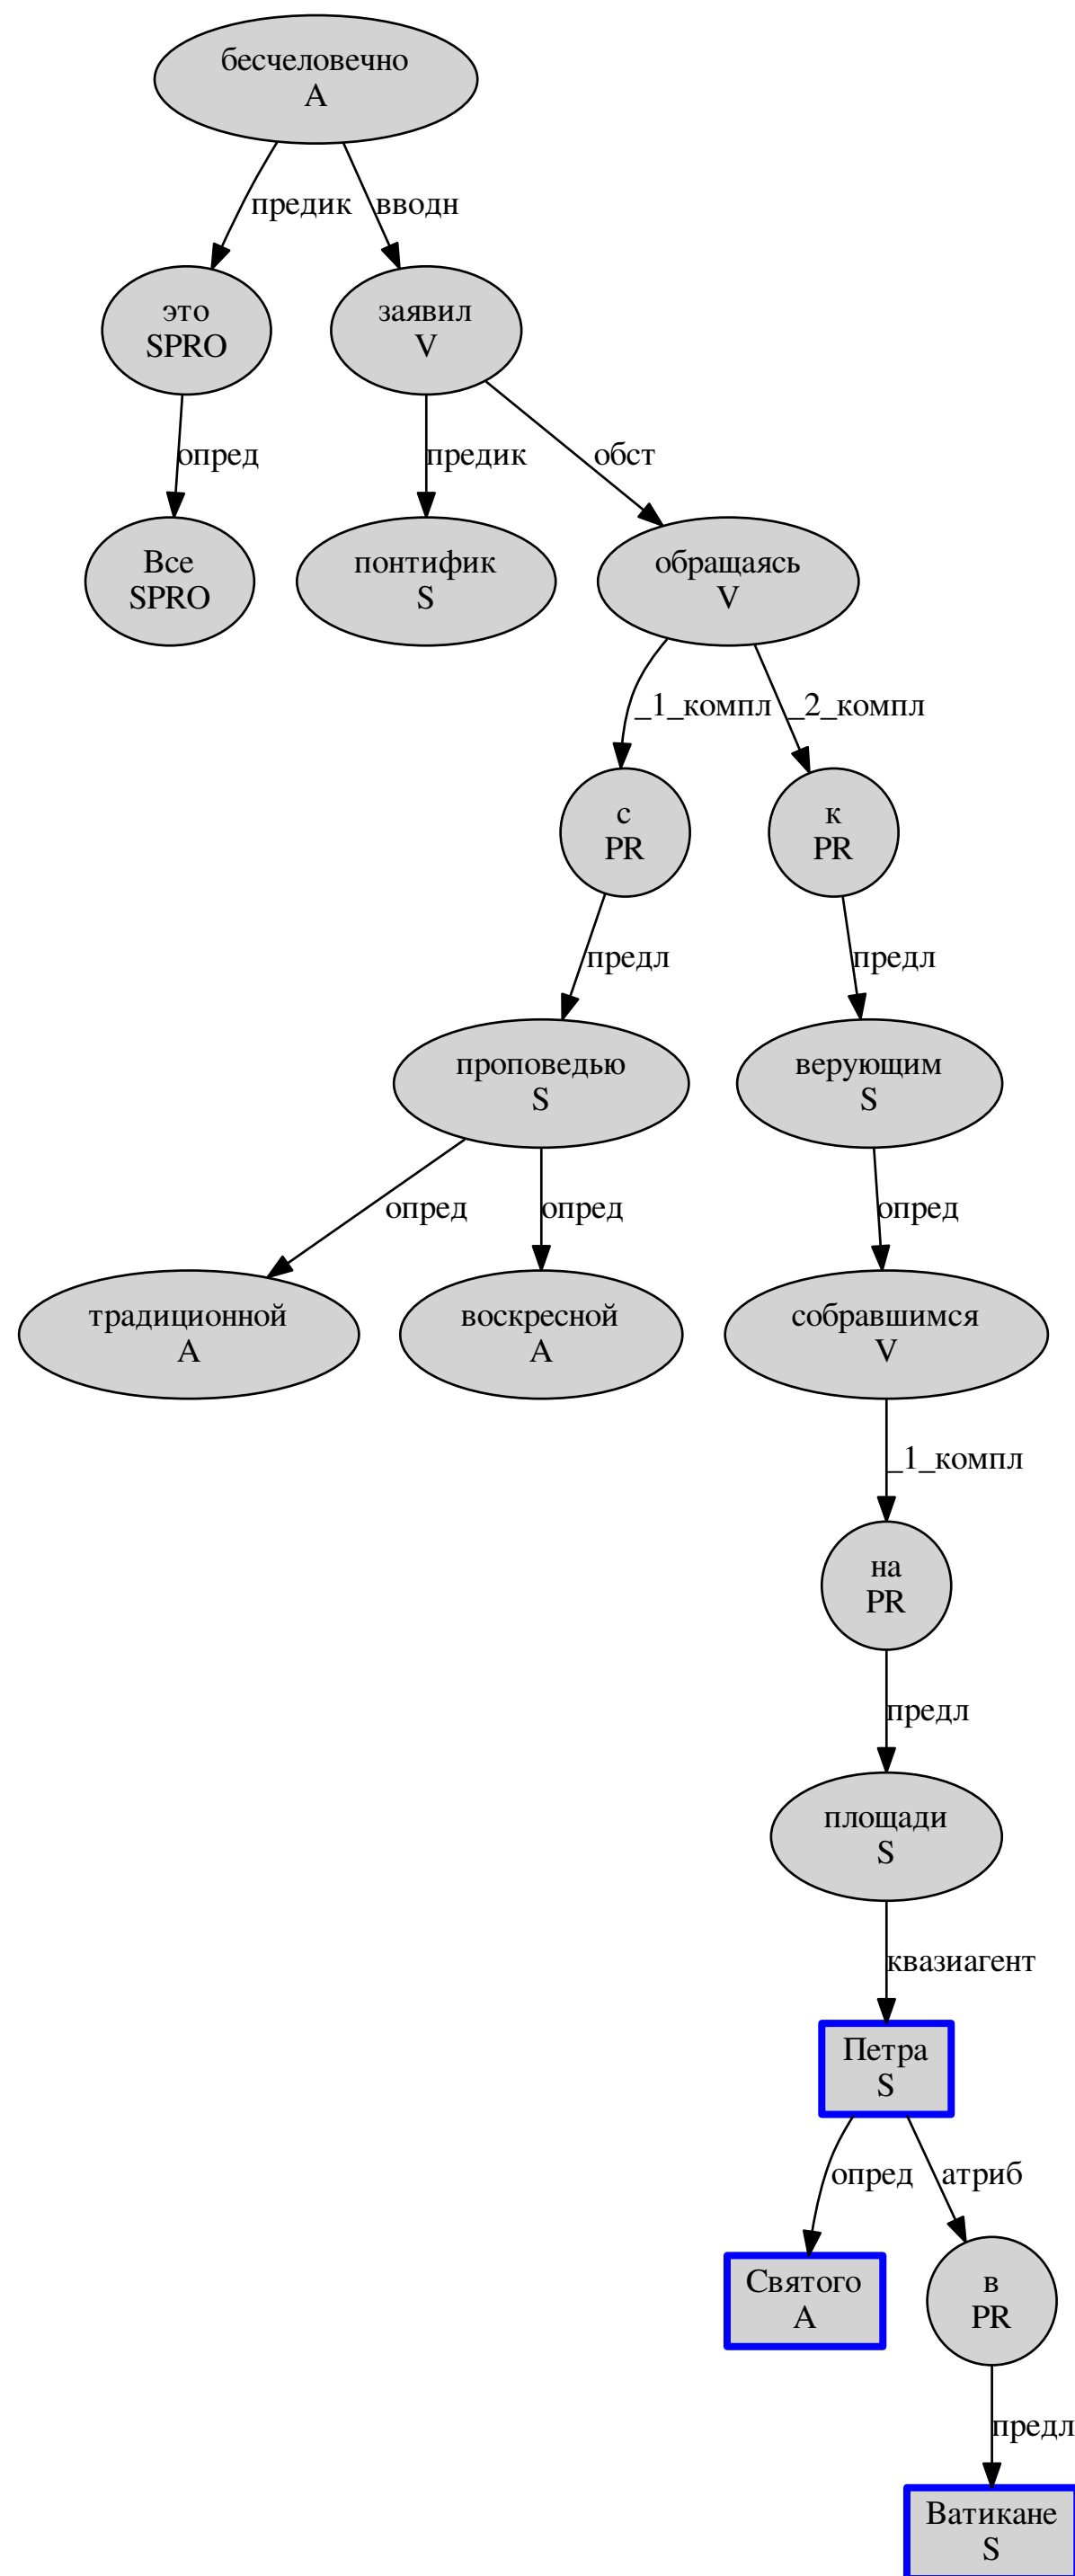 бесчеловечно
A
предик
вводн
это
SPRO
заявил
V
опред
предик
обст
Все
SPRO
понтифик
S
обращаясь
V
_1_компл
_2_компл
с
PR
к
PR
предл
предл
проповедью
S
верующим
S
опред
опред
опред
традиционной
A
воскресной
A
собравшимся
V
_1_компл
на
PR
предл
площади
S
квазиагент
Петра
S
опред
атриб
Святого
A
в
PR
предл
Ватикане
S